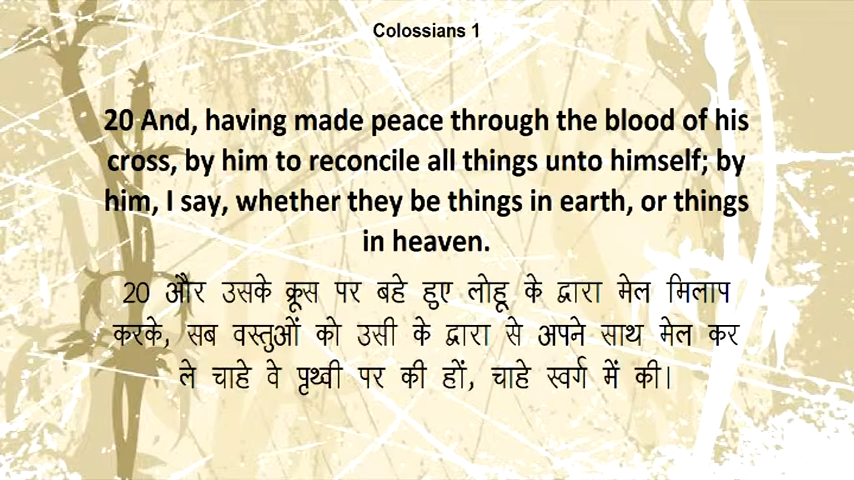 Colossians 1
20 And, having made peace through the blood of his
cross, by him to reconcile all things unto himself; by
him, I say, whether they be things in earth, or things
in heaven.
20 और उसके क्रूस पर बहे हुए लोहू के द्वारा मेल मिलाप
करके, सब वस्तुओं को उसी के द्वारा से अपने साथ मेल कर
ले चाहे वे पृथ्वी पर की हों, चाहे स्वर्ग में की।